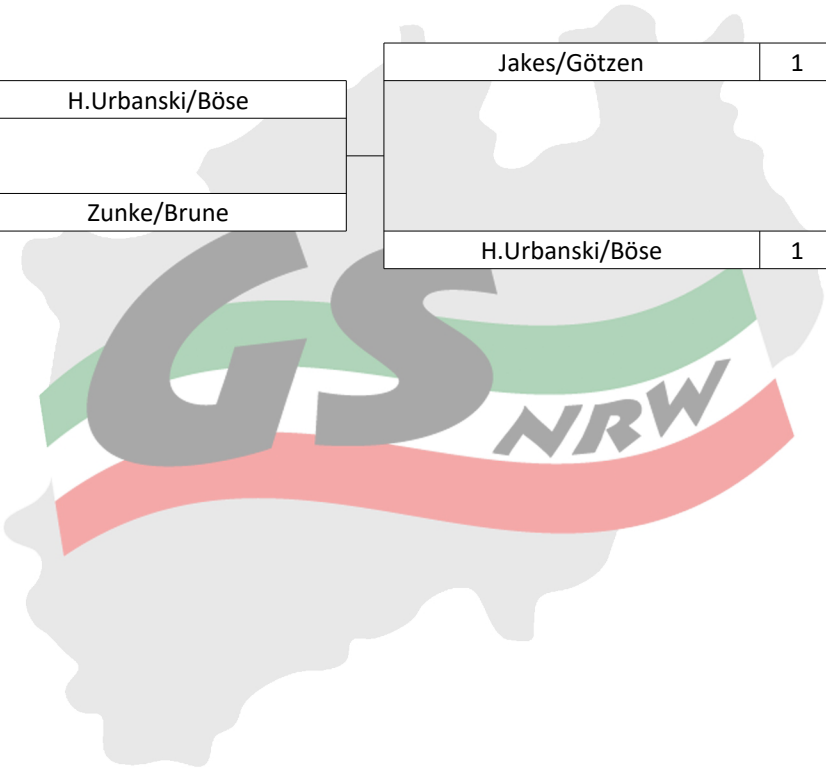 Jakes/Götzen 1
H.Urbanski/Böse
Zunke/Brune
H.Urbanski/Böse 1
GS NRW